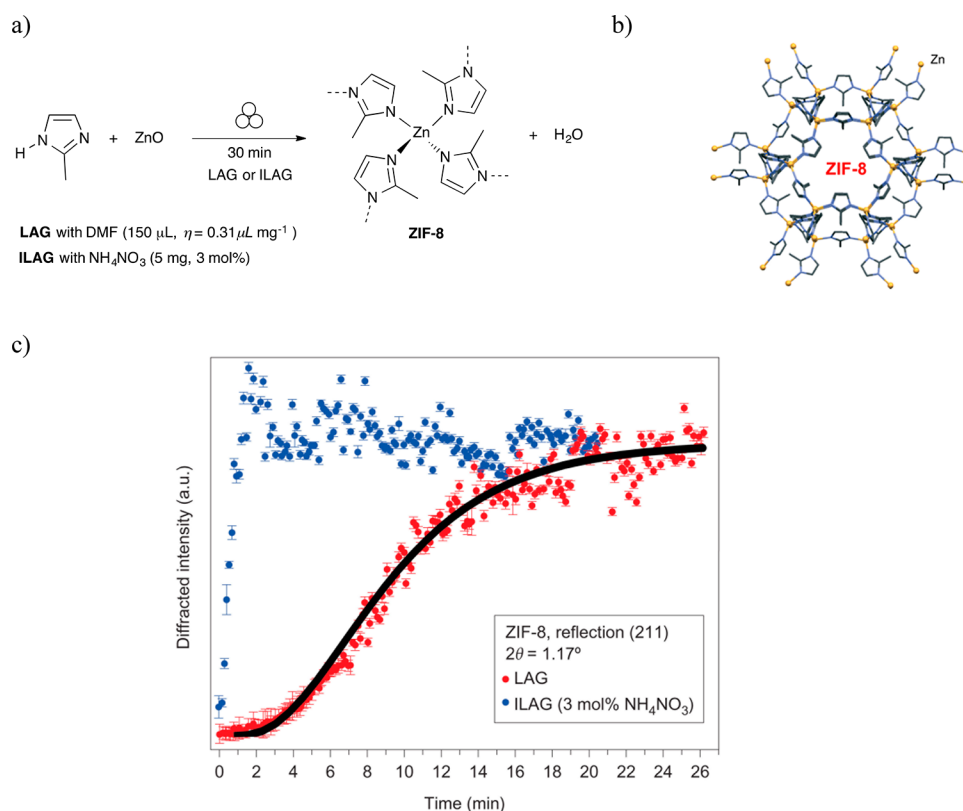 a)
N
H
N
+ ZnO
30 min
LAG or ILAG
N
N
N
N
Zn
N
N
N
N
+ H₂O
ZIF-8
LAG with DMF (150 μL, η = 0.31μL mg⁻¹ )
ILAG with NH₄NO₃ (5 mg, 3 mol%)
b)
Zn
ZIF-8
c)
Diffracted intensity (a.u.)
ZIF-8, reflection (211)
2θ = 1.17º
LAG
ILAG (3 mol% NH₄NO₃)
0 2 4 6 8 10 12 14 16 18 20 22 24 26
Time (min)